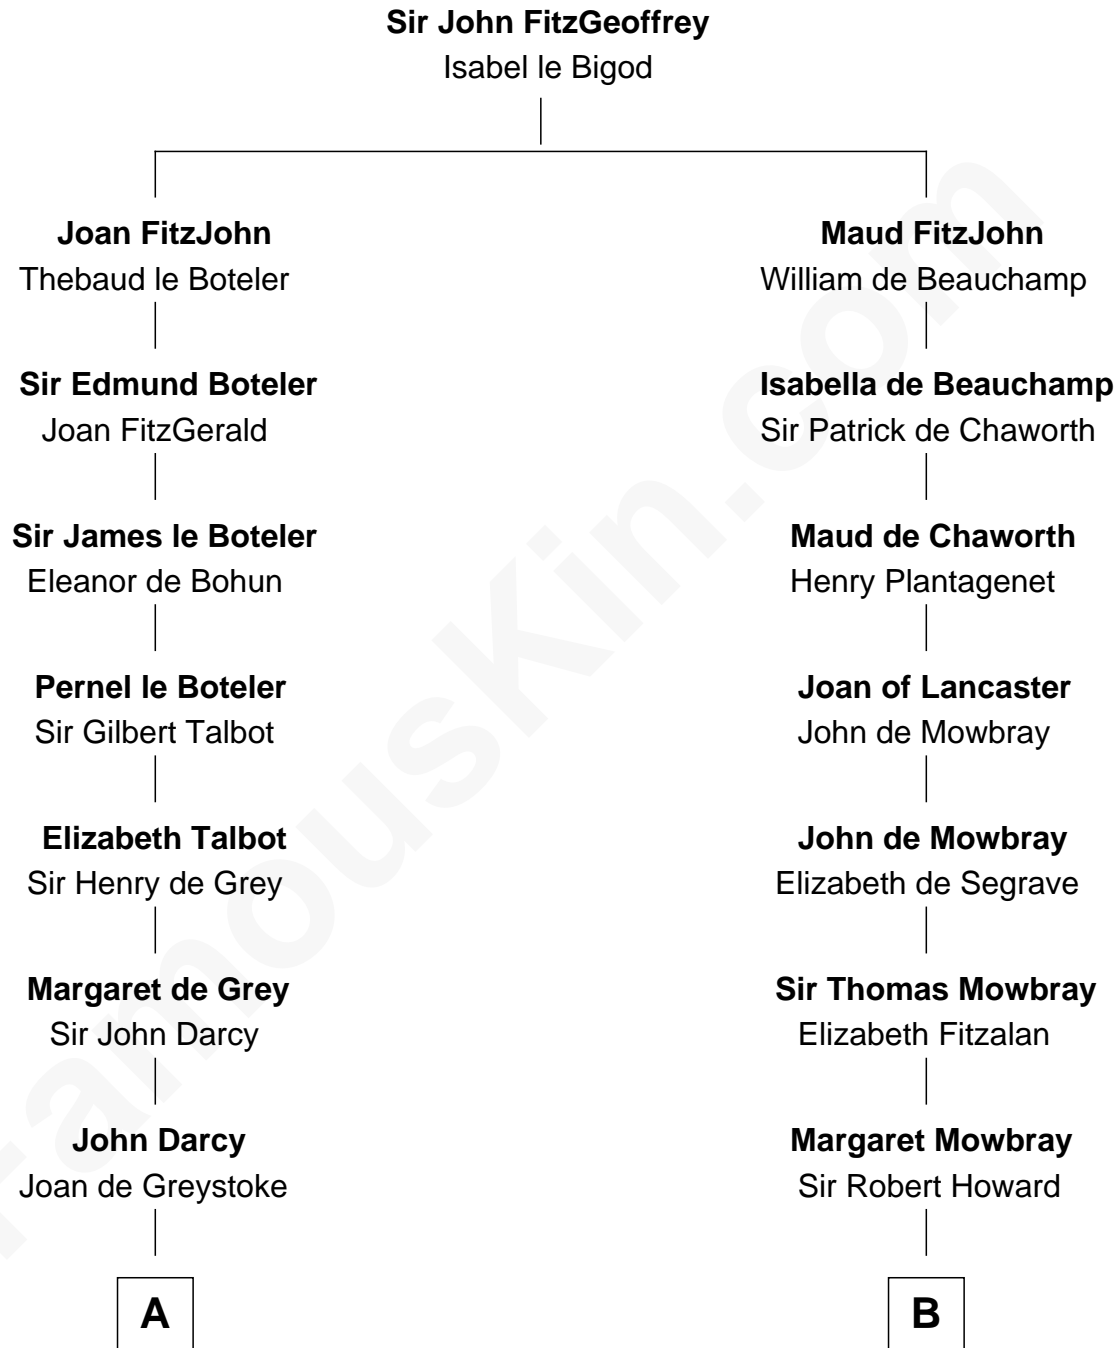 Sir John FitzGeoffrey
Isabel le Bigod
Joan FitzJohn
Thebaud le Boteler
Maud FitzJohn
William de Beauchamp
Sir Edmund Boteler
Joan FitzGerald
Isabella de Beauchamp
Sir Patrick de Chaworth
Sir James le Boteler
Eleanor de Bohun
Maud de Chaworth
Henry Plantagenet
Pernel le Boteler
Sir Gilbert Talbot
Joan of Lancaster
John de Mowbray
Elizabeth Talbot
Sir Henry de Grey
John de Mowbray
Elizabeth de Segrave
Margaret de Grey
Sir John Darcy
Sir Thomas Mowbray
Elizabeth Fitzalan
John Darcy
Joan de Greystoke
Margaret Mowbray
Sir Robert Howard
A
B
FamousKin.com